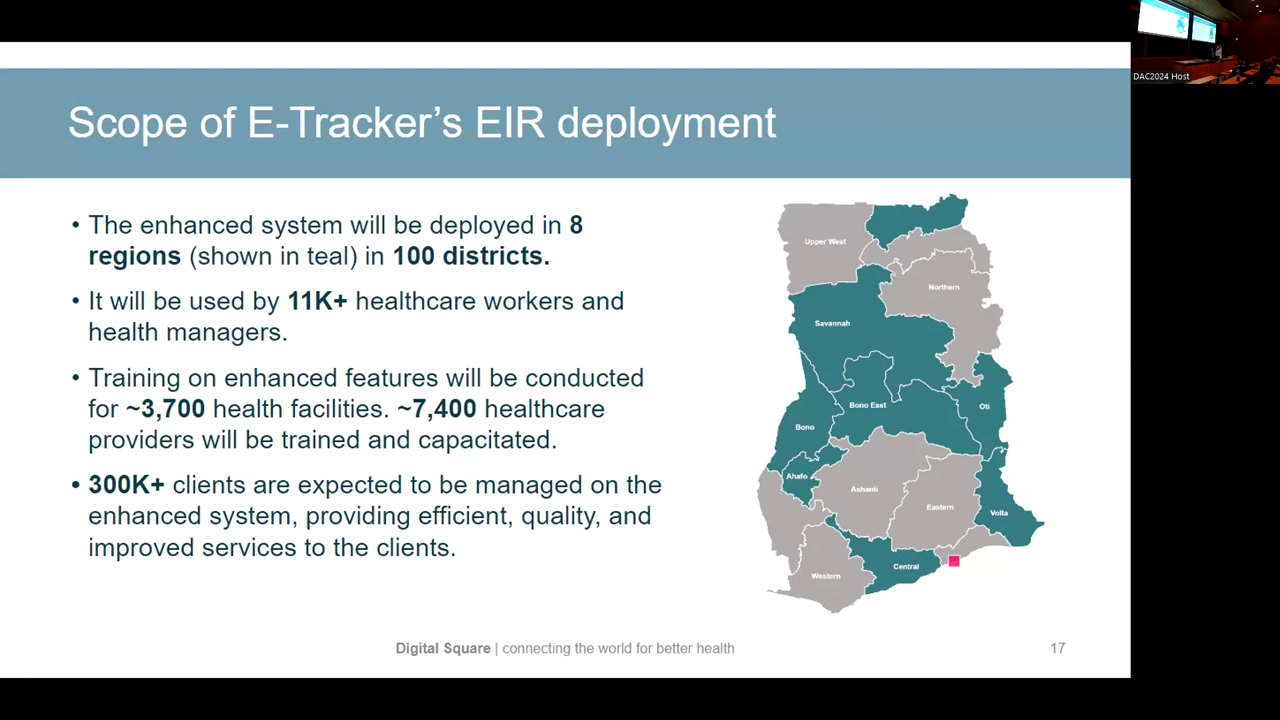 DAC2024 Host
Scope of E-Tracker’s EIR deployment
• The enhanced system will be deployed in 8
regions (shown in teal) in 100 districts.
• It will be used by 11K+ healthcare workers and
health managers.
• Training on enhanced features will be conducted
for ~3,700 health facilities. ~7,400 healthcare
providers will be trained and capacitated.
• 300K+ clients are expected to be managed on the
enhanced system, providing efficient, quality, and
improved services to the clients.
Upper West
Northern
Savannah
Bono East
Oti
Bono
Ahafo
Ashanti
Eastern
Volta
Central
Western
Digital Square | connecting the world for better health
17